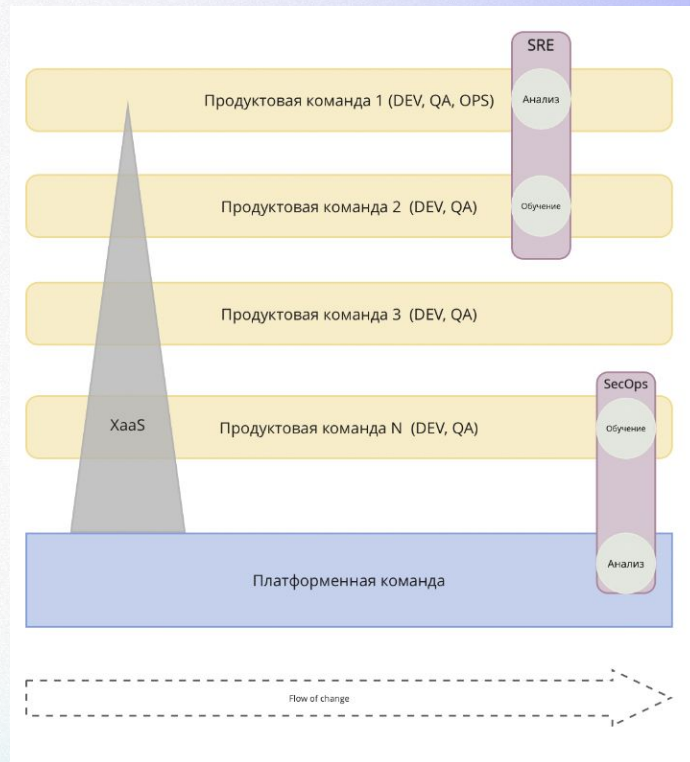 SRE
Продуктовая команда 1 (DEV, QA, OPS)
Анализ
Продуктовая команда 2 (DEV, QA)
Обучение
Продуктовая команда 3 (DEV, QA)
SecOps
XaaS
Продуктовая команда N (DEV, QA)
Обучение
Анализ
Платформенная команда
Flow of change